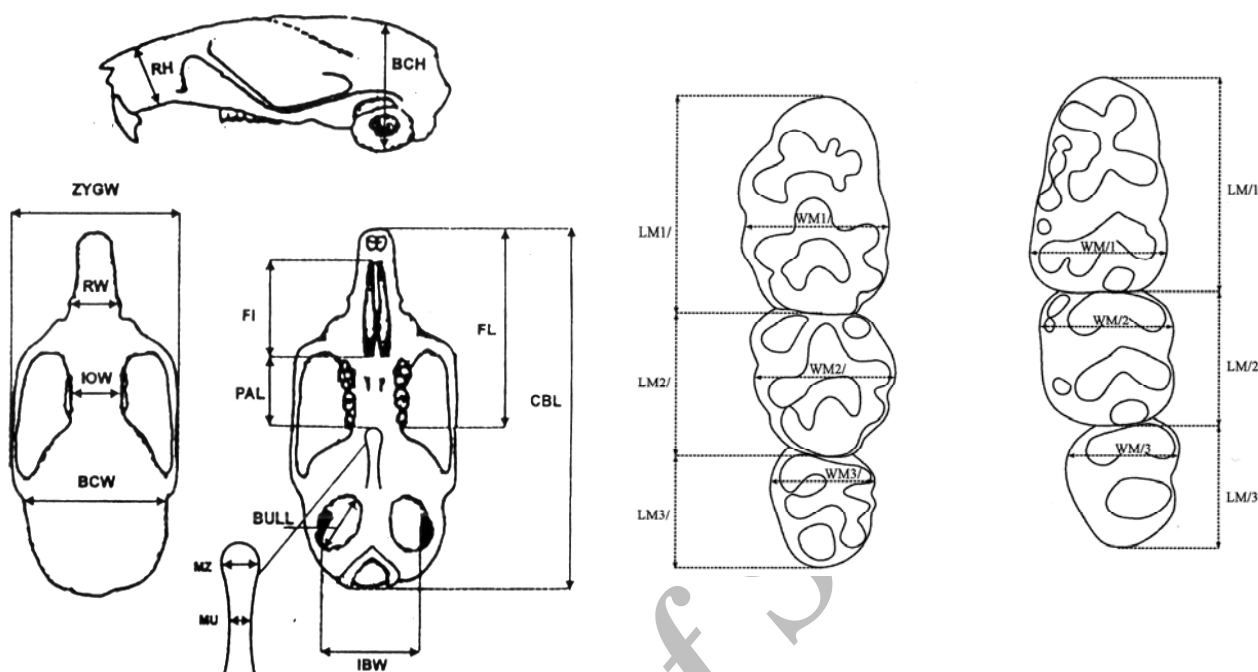 RH
BCH
ZYGW
RW
IOW
BCW
FI
PAL
FL
CBL
BULL
MZ
MU
IBW
LM1/
WM1/
LM2/
WM2/
LM3/
WM3/
LM/1
WM/1
LM/2
WM/2
LM/3
WM/3